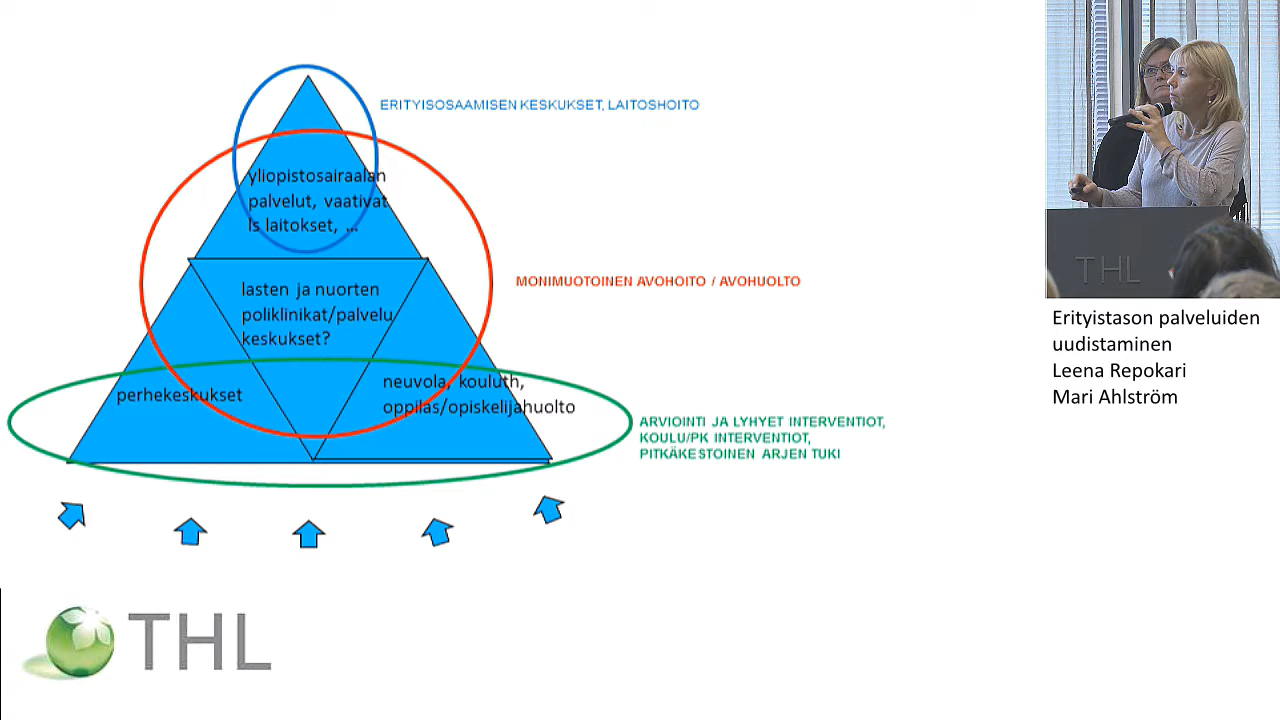 ERITYISOSAAMISEN KESKUKSET, LAITOSHOITO
yliopistosairaalan
palvelut, vaativat
ls laitokset, ...
MONIMUOTOINEN AVOHOITO / AVOHUOLTO
lasten ja nuorten
poliklinikat/palvelu
keskukset?
perhekeskukset
neuvola, kouluth,
oppilas/opiskelijahuolto
ARVIOINTI JA LYHYET INTERVENTIOT,
KOULU/PK INTERVENTIOT,
PITKÄKESTOINEN ARJEN TUKI
THL
THL
Erityistason palveluiden
uudistaminen
Leena Repokari
Mari Ahlström